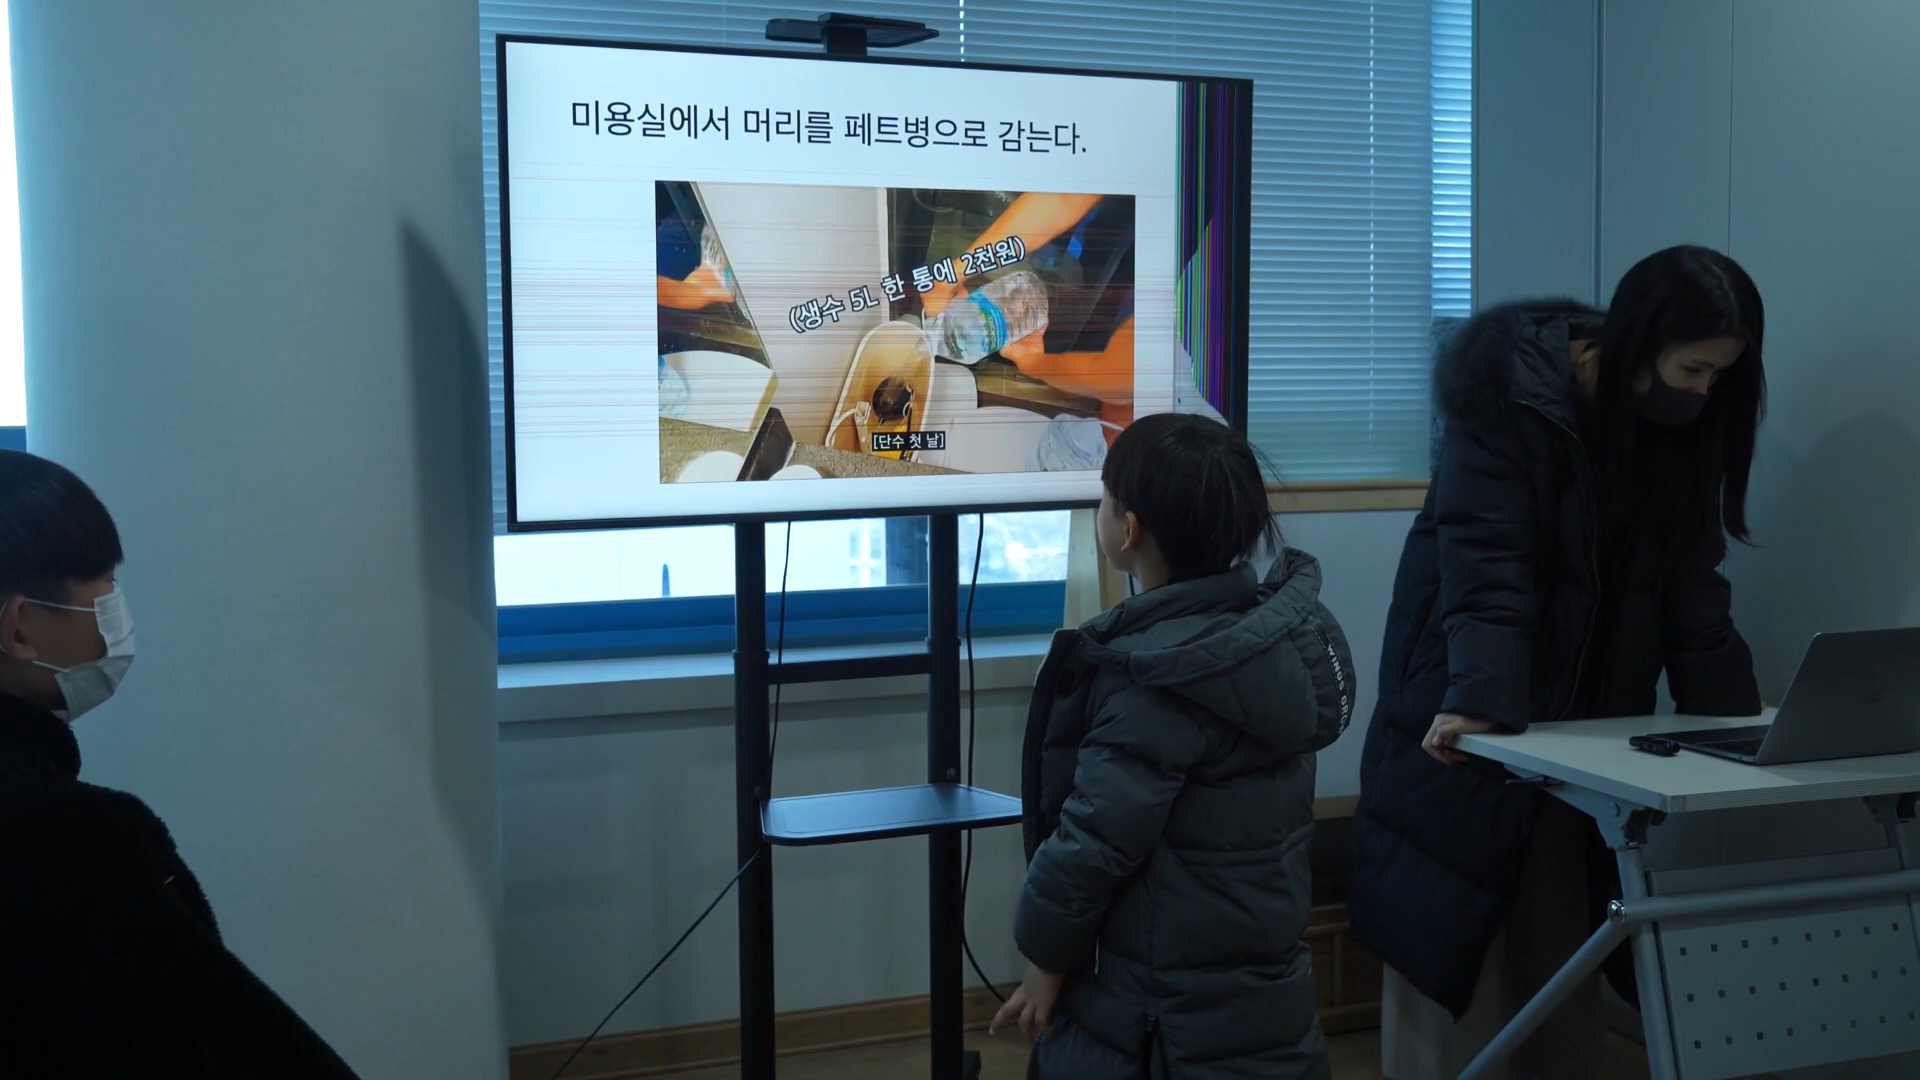 미용실에서 머리를 페트병으로 감는다.
(생수 5L 한 통에 2천원)
[단수 첫 날]
WINGS